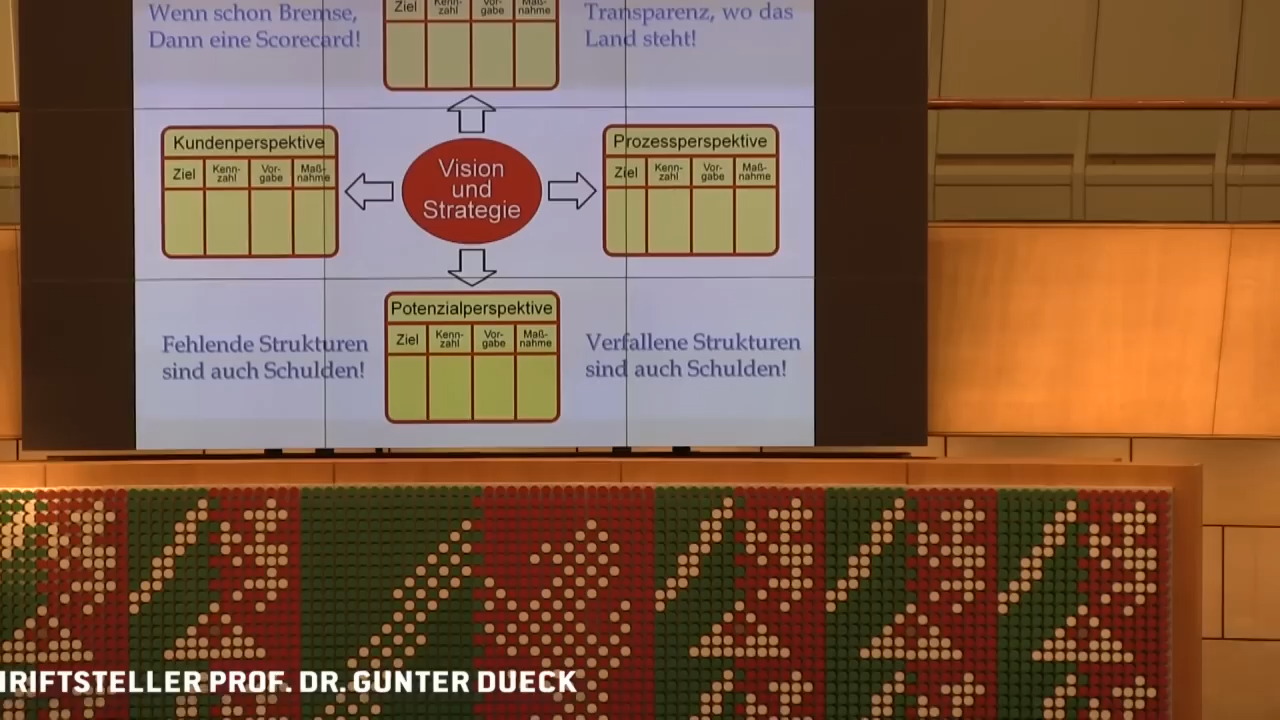 Wenn schon Bremse,
Dann eine Scorecard!
Ziel Kenn-zahl Vor-gabe Maß-nahme
Transparenz, wo das
Land steht!
Kundenperspektive
Ziel Kenn-zahl Vor-gabe Maß-nahme
Vision
und
Strategie
Prozessperspektive
Ziel Kenn-zahl Vor-gabe Maß-nahme
Fehlende Strukturen
sind auch Schulden!
Potenzialperspektive
Ziel Kenn-zahl Vor-gabe Maß-nahme
Verfallene Strukturen
sind auch Schulden!
RIFTSTELLER PROF. DR. GUNTER DUECK